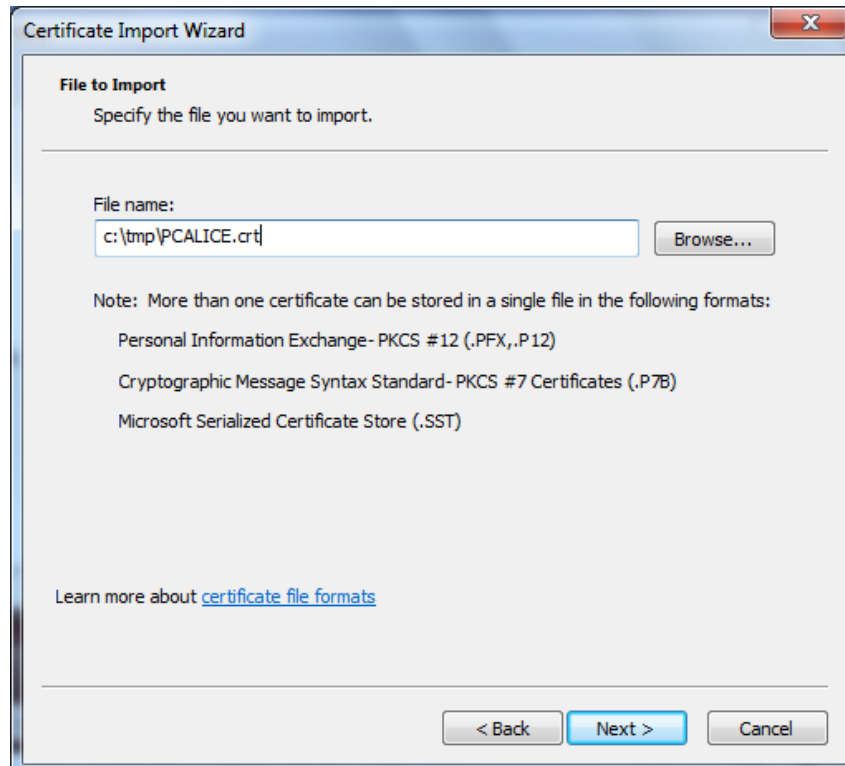 Certificate Import Wizard
File to Import
Specify the file you want to import.
File name:
c:\tmp\PCALICE.crt
Browse...
Note: More than one certificate can be stored in a single file in the following formats:
Personal Information Exchange- PKCS #12 (.PFX,.P12)
Cryptographic Message Syntax Standard- PKCS #7 Certificates (.P7B)
Microsoft Serialized Certificate Store (.SST)
Learn more about certificate file formats
< Back Next > Cancel